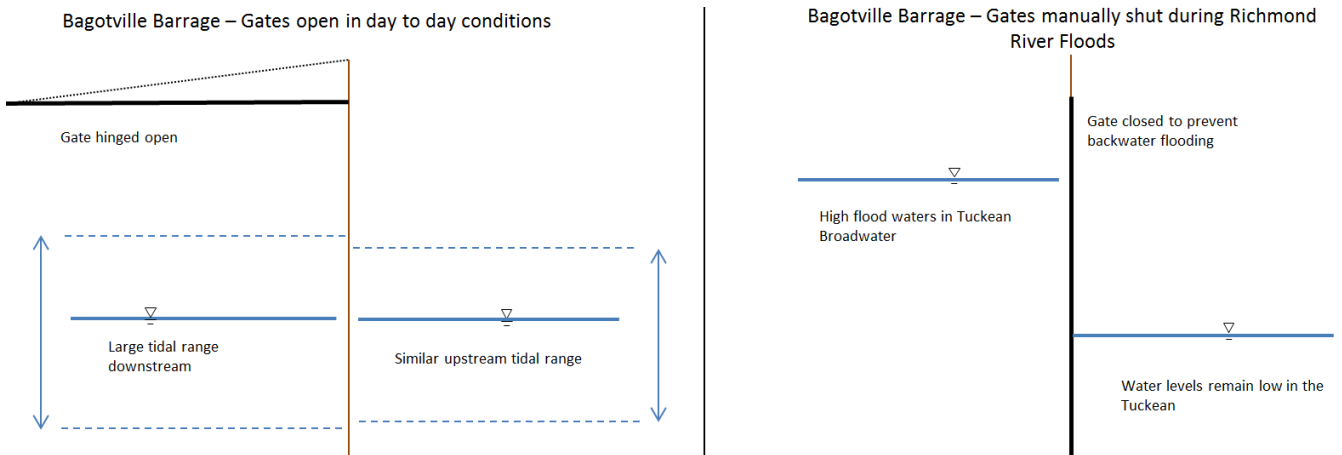 Bagotville Barrage – Gates open in day to day conditions
Gate hinged open
Large tidal range
downstream
Similar upstream tidal range
Bagotville Barrage – Gates manually shut during Richmond
River Floods
Gate closed to prevent
backwater flooding
High flood waters in Tuckean
Broadwater
Water levels remain low in the
Tuckean